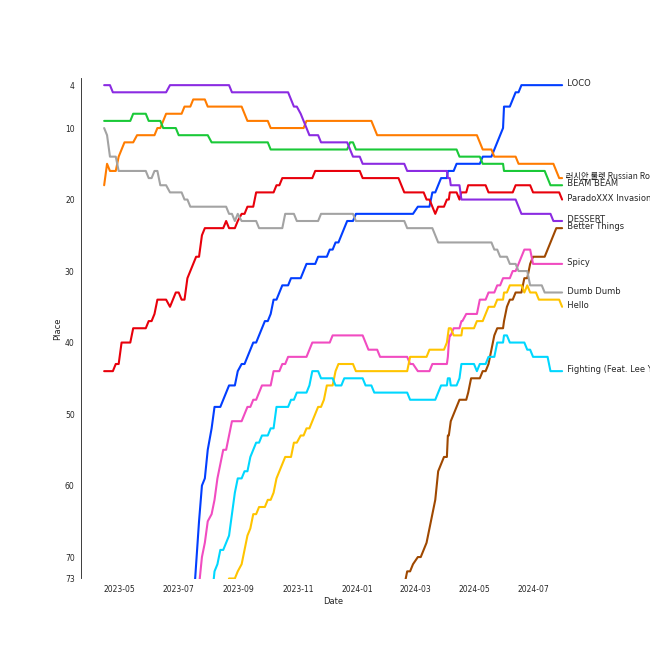 4
LOCO
10
러시안 룰렛 Russian Ro
BEAM BEAM
20
ParadoXXX Invasion
DESSERT
Better Things
30
Spicy
Dumb Dumb
Hello
Place
40
Fighting (Feat. Lee Y
50
60
70
73
2023-05
2023-07
2023-09
2023-11
2024-01
2024-03
2024-05
2024-07
Date